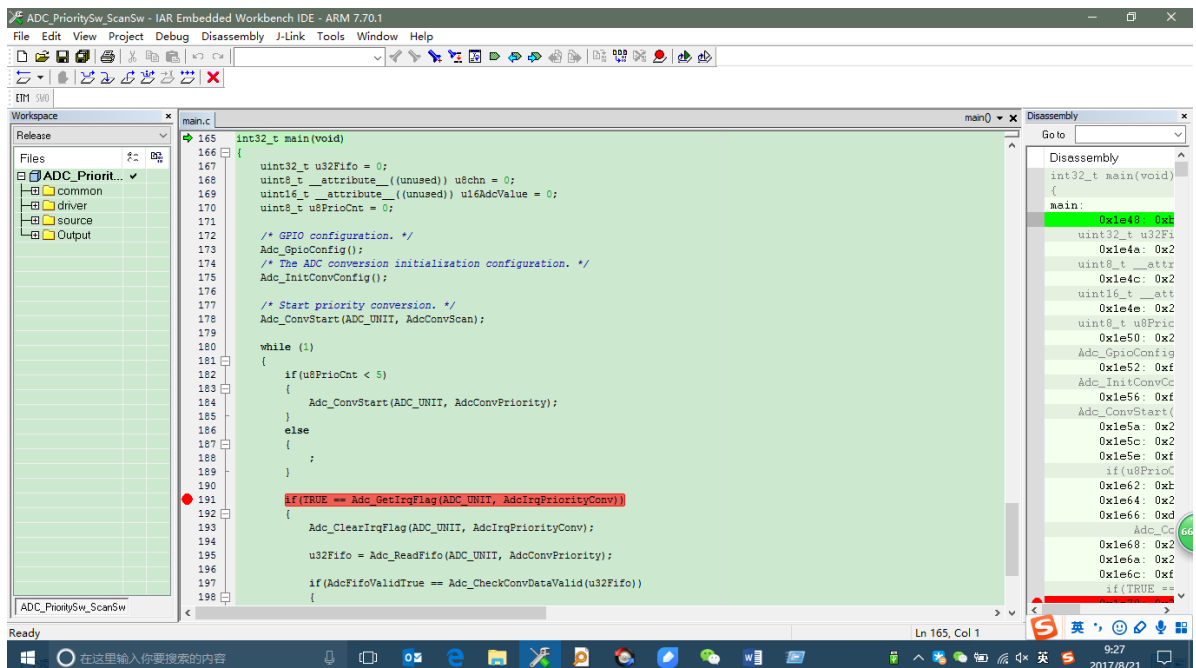 ADC_PrioritySw_ScanSw - IAR Embedded Workbench IDE - ARM 7.70.1
File Edit View Project Debug Disassembly J-Link Tools Window Help
ETM SWO
Workspace
Release
Files
ADC_Priorit...
common
driver
source
Output
ADC_PrioritySw_ScanSw
main.c
main()
165 int32_t main(void)
166 {
167 uint32_t u32Fifo = 0;
168 uint8_t __attribute__((unused)) u8chn = 0;
169 uint16_t __attribute__((unused)) u16AdcValue = 0;
170 uint8_t u8PrioCnt = 0;
171
172 /* GPIO configuration. */
173 Adc_GpioConfig();
174 /* The ADC conversion initialization configuration. */
175 Adc_InitConvConfig();
176
177 /* Start priority conversion. */
178 Adc_ConvStart(ADC_UNIT, AdcConvScan);
179
180 while (1)
181 {
182 if(u8PrioCnt < 5)
183 {
184 Adc_ConvStart(ADC_UNIT, AdcConvPriority);
185 }
186 else
187 {
188 ;
189 }
190
191 if(TRUE == Adc_GetIrqFlag(ADC_UNIT, AdcIrqPriorityConv))
192 {
193 Adc_ClearIrqFlag(ADC_UNIT, AdcIrqPriorityConv);
194
195 u32Fifo = Adc_ReadFifo(ADC_UNIT, AdcConvPriority);
196
197 if(AdcFifoValidTrue == Adc_CheckConvDataValid(u32Fifo))
198 {
Disassembly
Go to
Disassembly
int32_t main(void)
{
main:
0x1e48: 0xb
uint32_t u32Fi
0x1e4a: 0x2
uint8_t __attr
0x1e4c: 0x2
uint16_t __att
0x1e4e: 0x2
uint8_t u8Pric
0x1e50: 0x2
Adc_GpioConfig
0x1e52: 0xf
Adc_InitConvCc
0x1e56: 0xf
Adc_ConvStart(
0x1e5a: 0x2
0x1e5c: 0x2
0x1e5e: 0xf
if(u8PrioC
0x1e62: 0xb
0x1e64: 0x2
0x1e66: 0xd
Adc_Cc
0x1e68: 0x2
0x1e6a: 0x2
0x1e6c: 0xf
if(TRUE ==
66
Ready
Ln 165, Col 1
英
在这里输入你要搜索的内容
英
9:27
2017/8/21